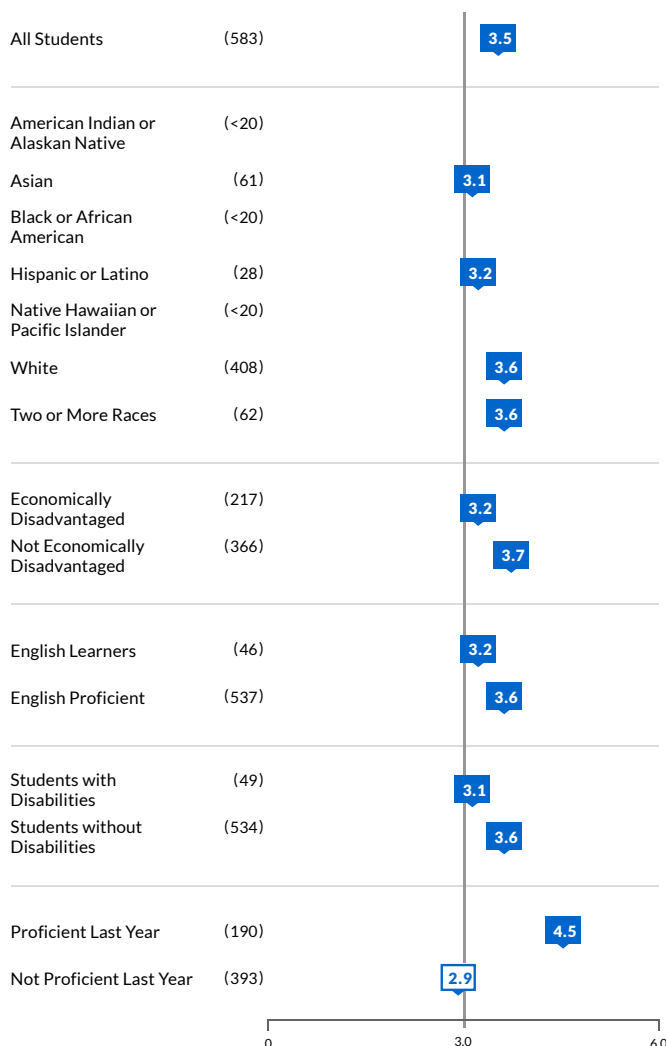 All Students (583) 3.5
American Indian or (<20)
Alaskan Native
Asian (61) 3.1
Black or African (<20)
American
Hispanic or Latino (28) 3.2
Native Hawaiian or (<20)
Pacific Islander
White (408) 3.6
Two or More Races (62) 3.6
Economically (217) 3.2
Disadvantaged
Not Economically (366) 3.7
Disadvantaged
English Learners (46) 3.2
English Proficient (537) 3.6
Students with (49) 3.1
Disabilities
Students without (534) 3.6
Disabilities
Proficient Last Year (190) 4.5
Not Proficient Last Year (393) 2.9
0 3.0 6.0